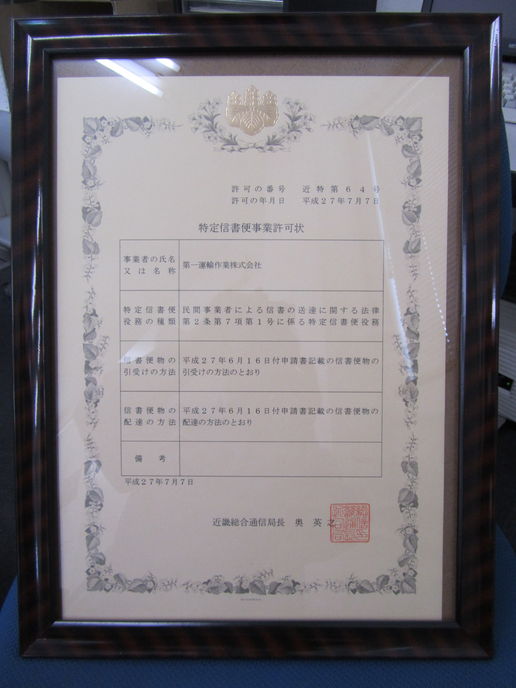 許可の番号　近特第64号
許可の年月日　平成27年7月7日
特定信書便事業許可状
事業者の氏名
又は名称
第一運輸作業株式会社
特定信書便
役務の種類
民間事業者による信書の送達に関する法律
第2条第7項第1号に係る特定信書便役務
信書便物の
引受けの方法
平成27年6月16日付申請書記載の信書便物の
引受けの方法のとおり
信書便物の
配達の方法
平成27年6月16日付申請書記載の信書便物の
配達の方法のとおり
備考
平成27年7月7日
近畿総合通信局長　奥　英之